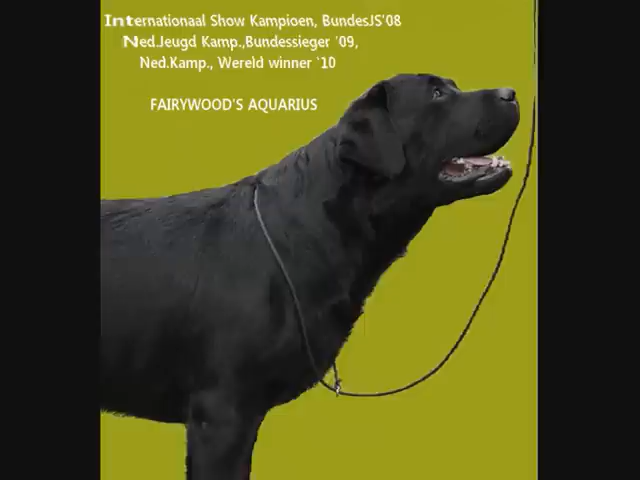 Internationaal Show Kampioen, BundesJS'08
Ned.Jeugd Kamp.,Bundessieger '09,
Ned.Kamp., Wereld winner '10
FAIRYWOOD'S AQUARIUS